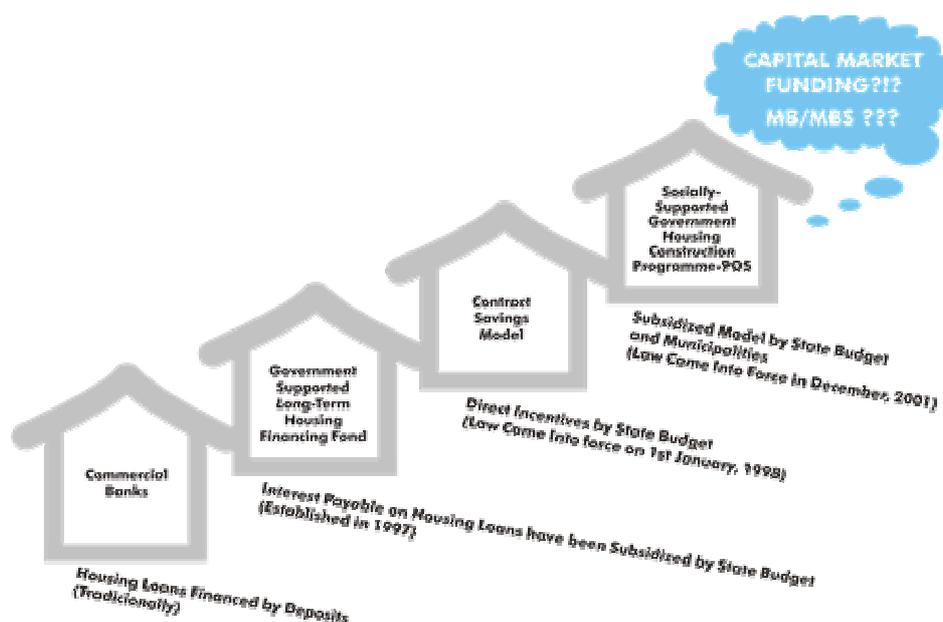 CAPITAL MARKET
FUNDING?!?
MB/MBS ???
Socially-
Supported
Government
Housing
Construction
Programme-POS
Subsidized Model by State Budget
and Municipalities
(Law Came Into Force in December, 2001)
Contract
Savings
Model
Direct Incentives by State Budget
(Law Came Into force on 1st January, 1998)
Government
Supported
Long-Term
Housing
Financing Fond
Interest Payable on Housing Loans have been Subsidized by State Budget
(Established in 1997)
Commercial
Banks
Housing Loans Financed by Deposits
(Tradicionally)